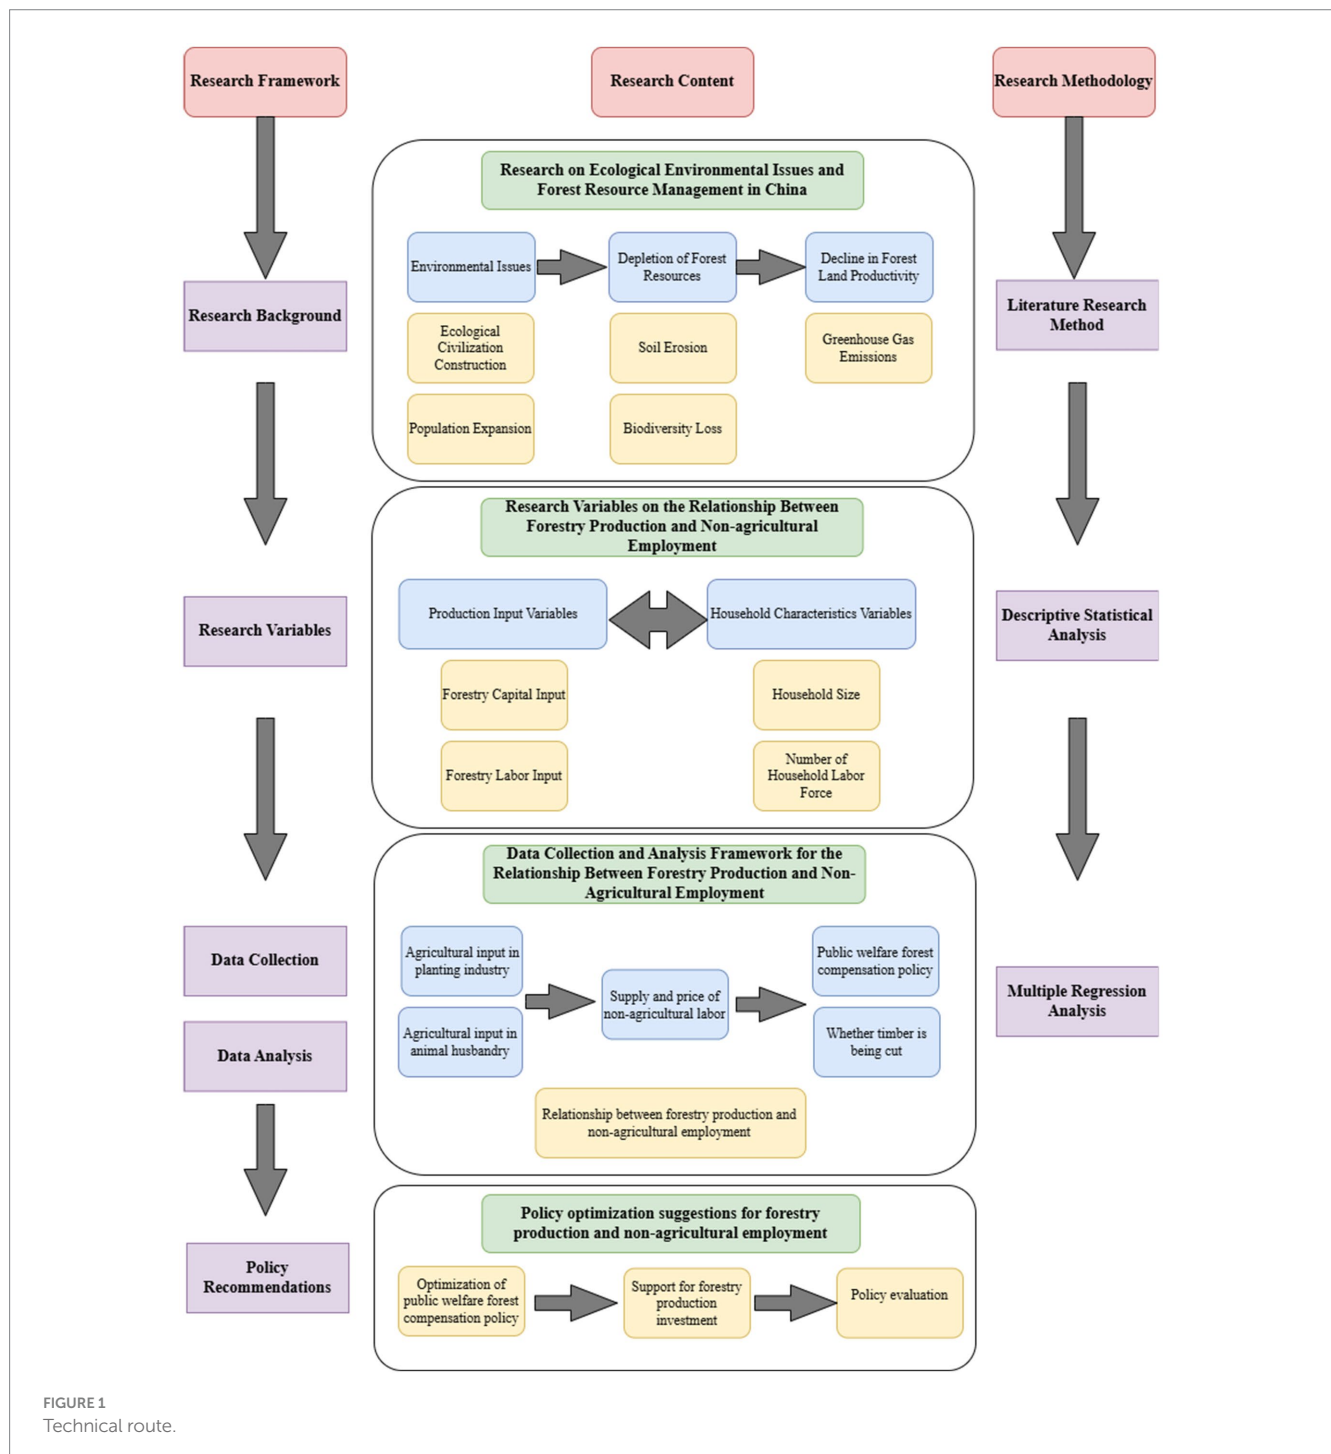 Research Framework
Research Content
Research Methodology
Research on Ecological Environmental Issues and
Forest Resource Management in China
Environmental Issues
Depletion of Forest
Resources
Decline in Forest
Land Productivity
Research Background
Literature Research
Method
Ecological
Civilization
Construction
Soil Erosion
Greenhouse Gas
Emissions
Population Expansion
Biodiversity Loss
Research Variables on the Relationship Between
Forestry Production and Non-agricultural
Employment
Production Input Variables
Household Characteristics Variables
Research Variables
Descriptive Statistical
Analysis
Forestry Capital Input
Household Size
Forestry Labor Input
Number of
Household Labor
Force
Data Collection and Analysis Framework for the
Relationship Between Forestry Production and Non-
Agricultural Employment
Data Collection
Agricultural input in
planting industry
Public welfare forest
compensation policy
Supply and price of
non-agricultural labor
Multiple Regression
Analysis
Data Analysis
Agricultural input in
animal husbandry
Whether timber is
being cut
Relationship between forestry production and
non-agricultural employment
Policy optimization suggestions for forestry
production and non-agricultural employment
Policy
Recommendations
Optimization of
public welfare forest
compensation policy
Support for forestry
production
investment
Policy evaluation
FIGURE 1
Technical route.